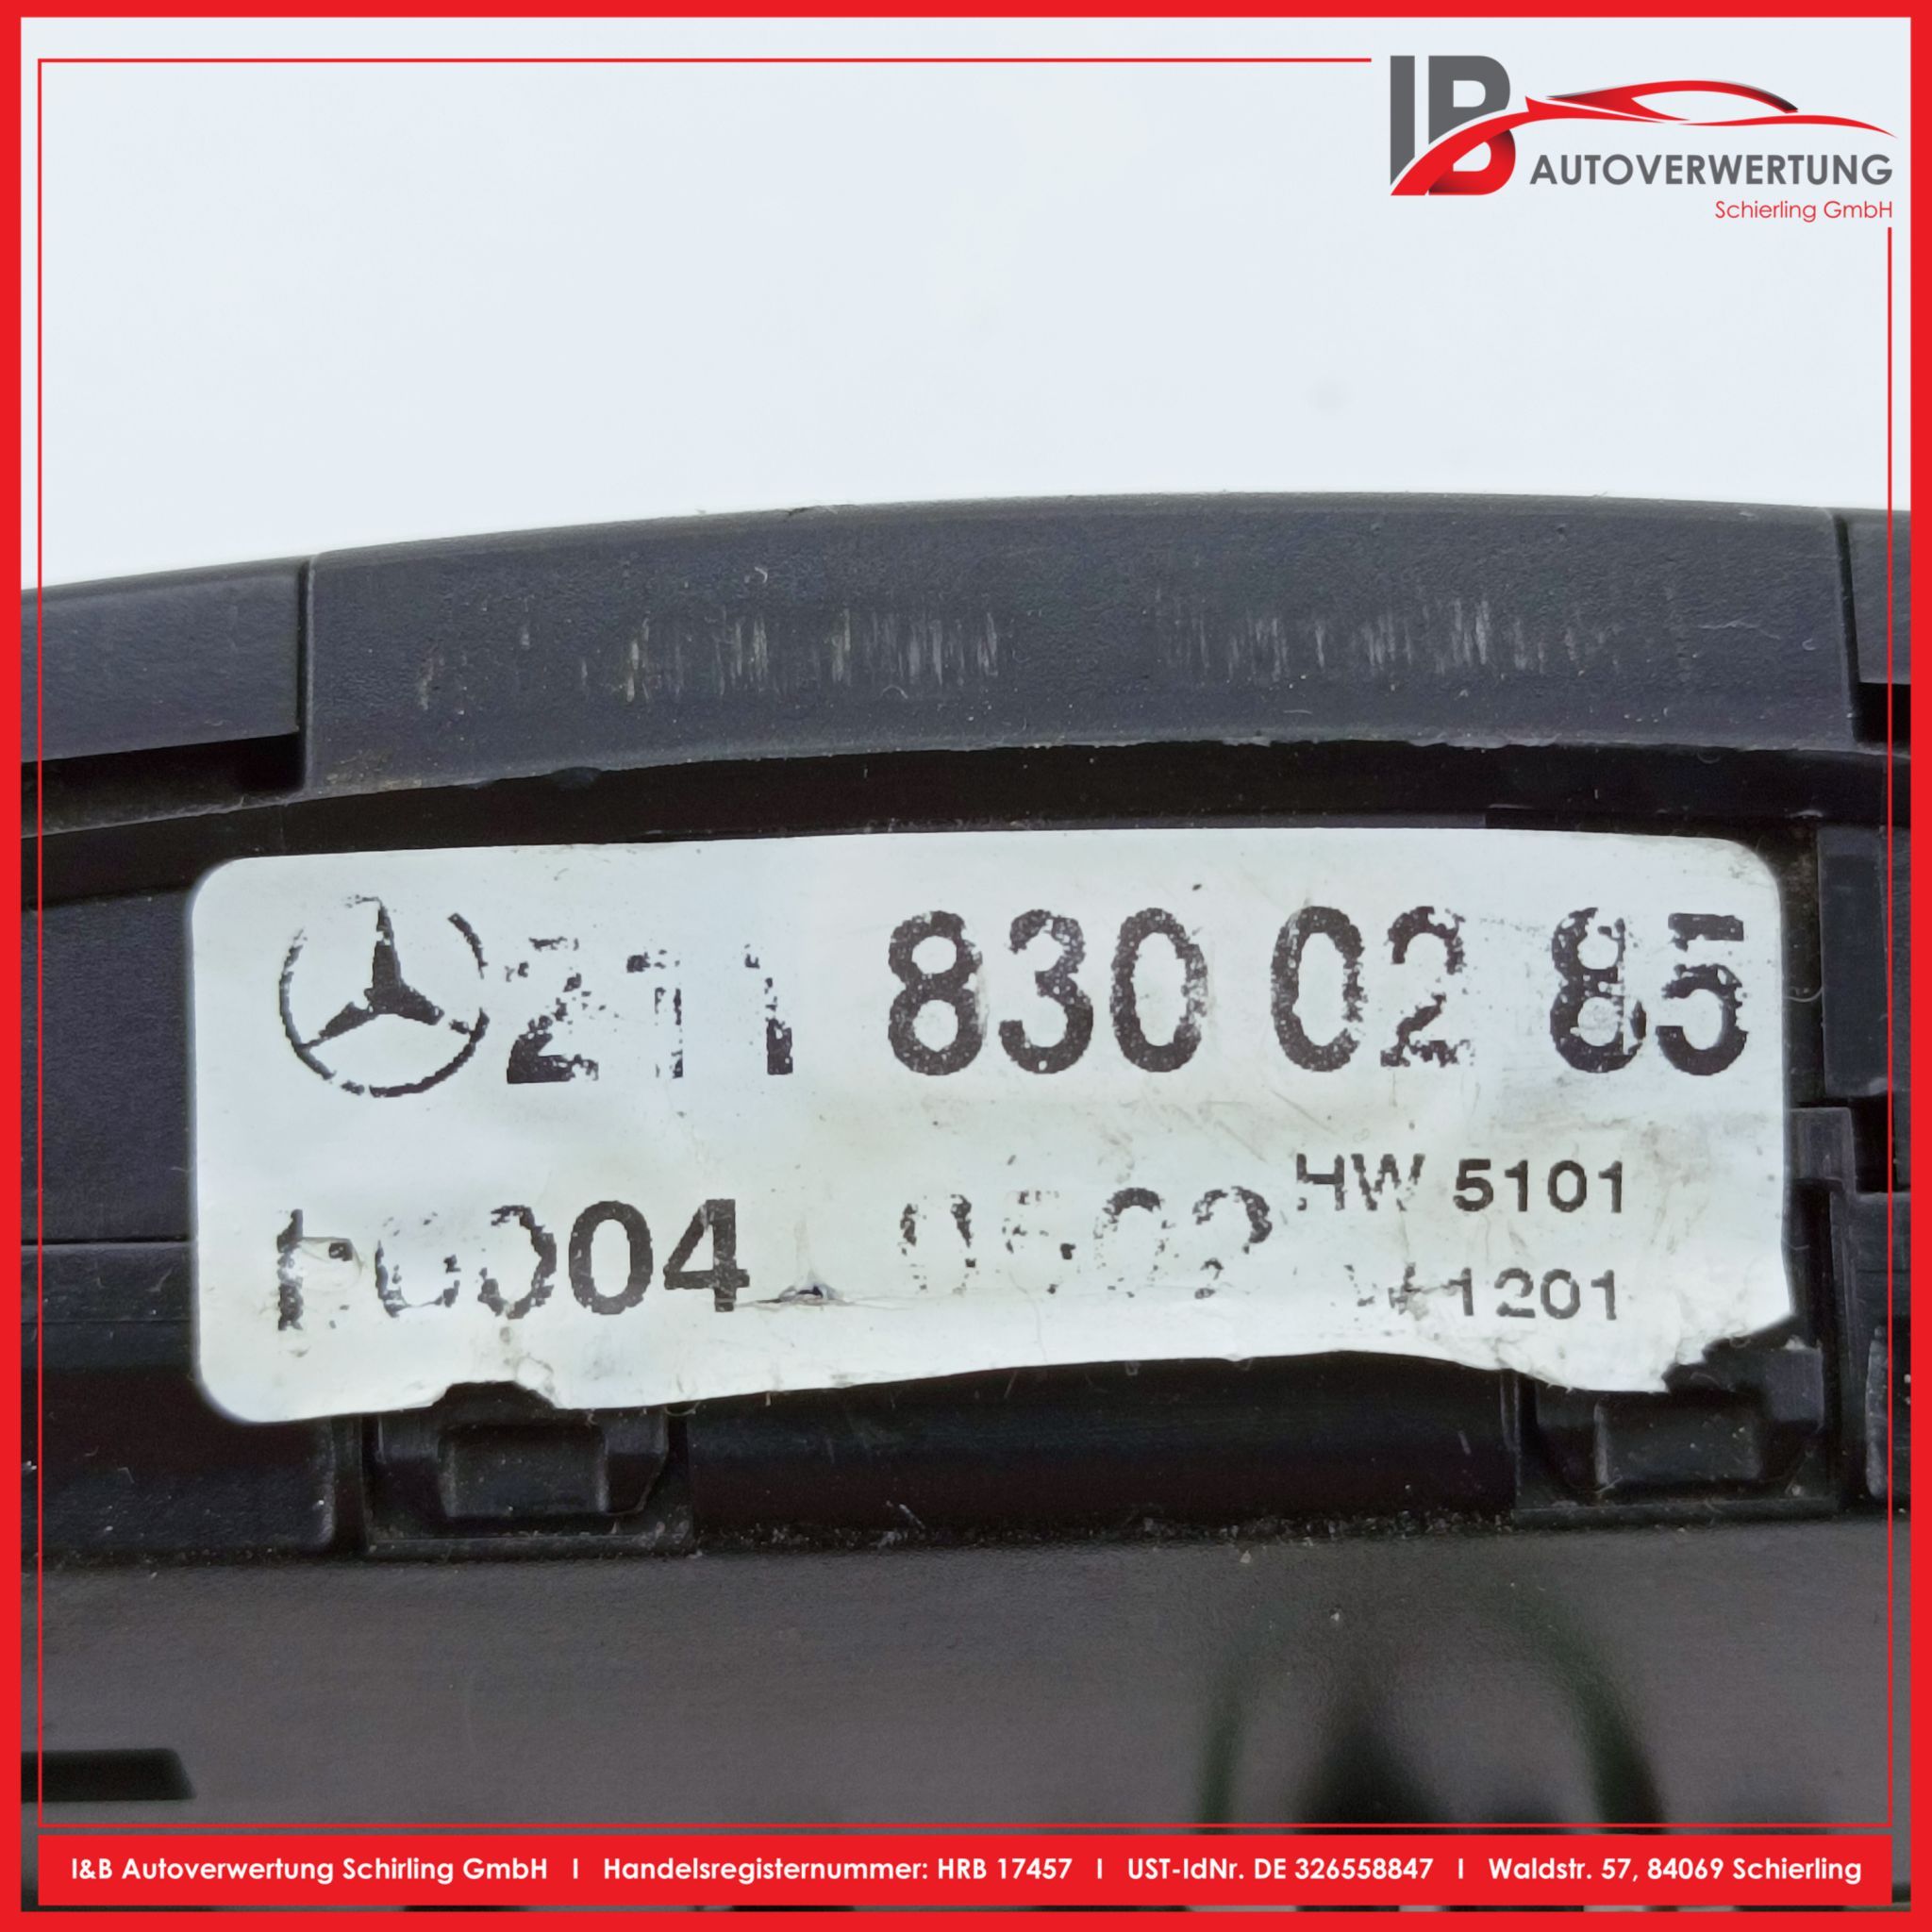 IB
AUTOVERWERTUNG
Schierling GmbH
211 830 02 85
HW 5101
1201
I&B Autoverwertung Schirling GmbH I Handelsregisternummer: HRB 17457 I UST-IdNr. DE 326558847 I Waldstr. 57, 84069 Schierling